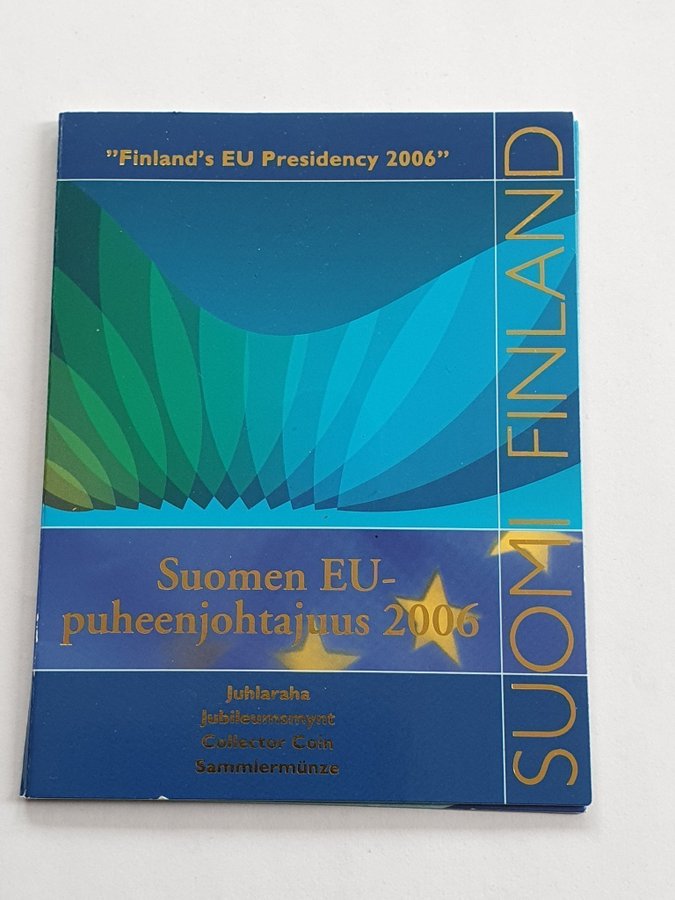 ”Finland's EU Presidency 2006”
SUOMI FINLAND
Suomen EU-
puheenjohtajuus 2006
Juhlaraha
Jubileumsmynt
Collector Coin
Sammlermünze